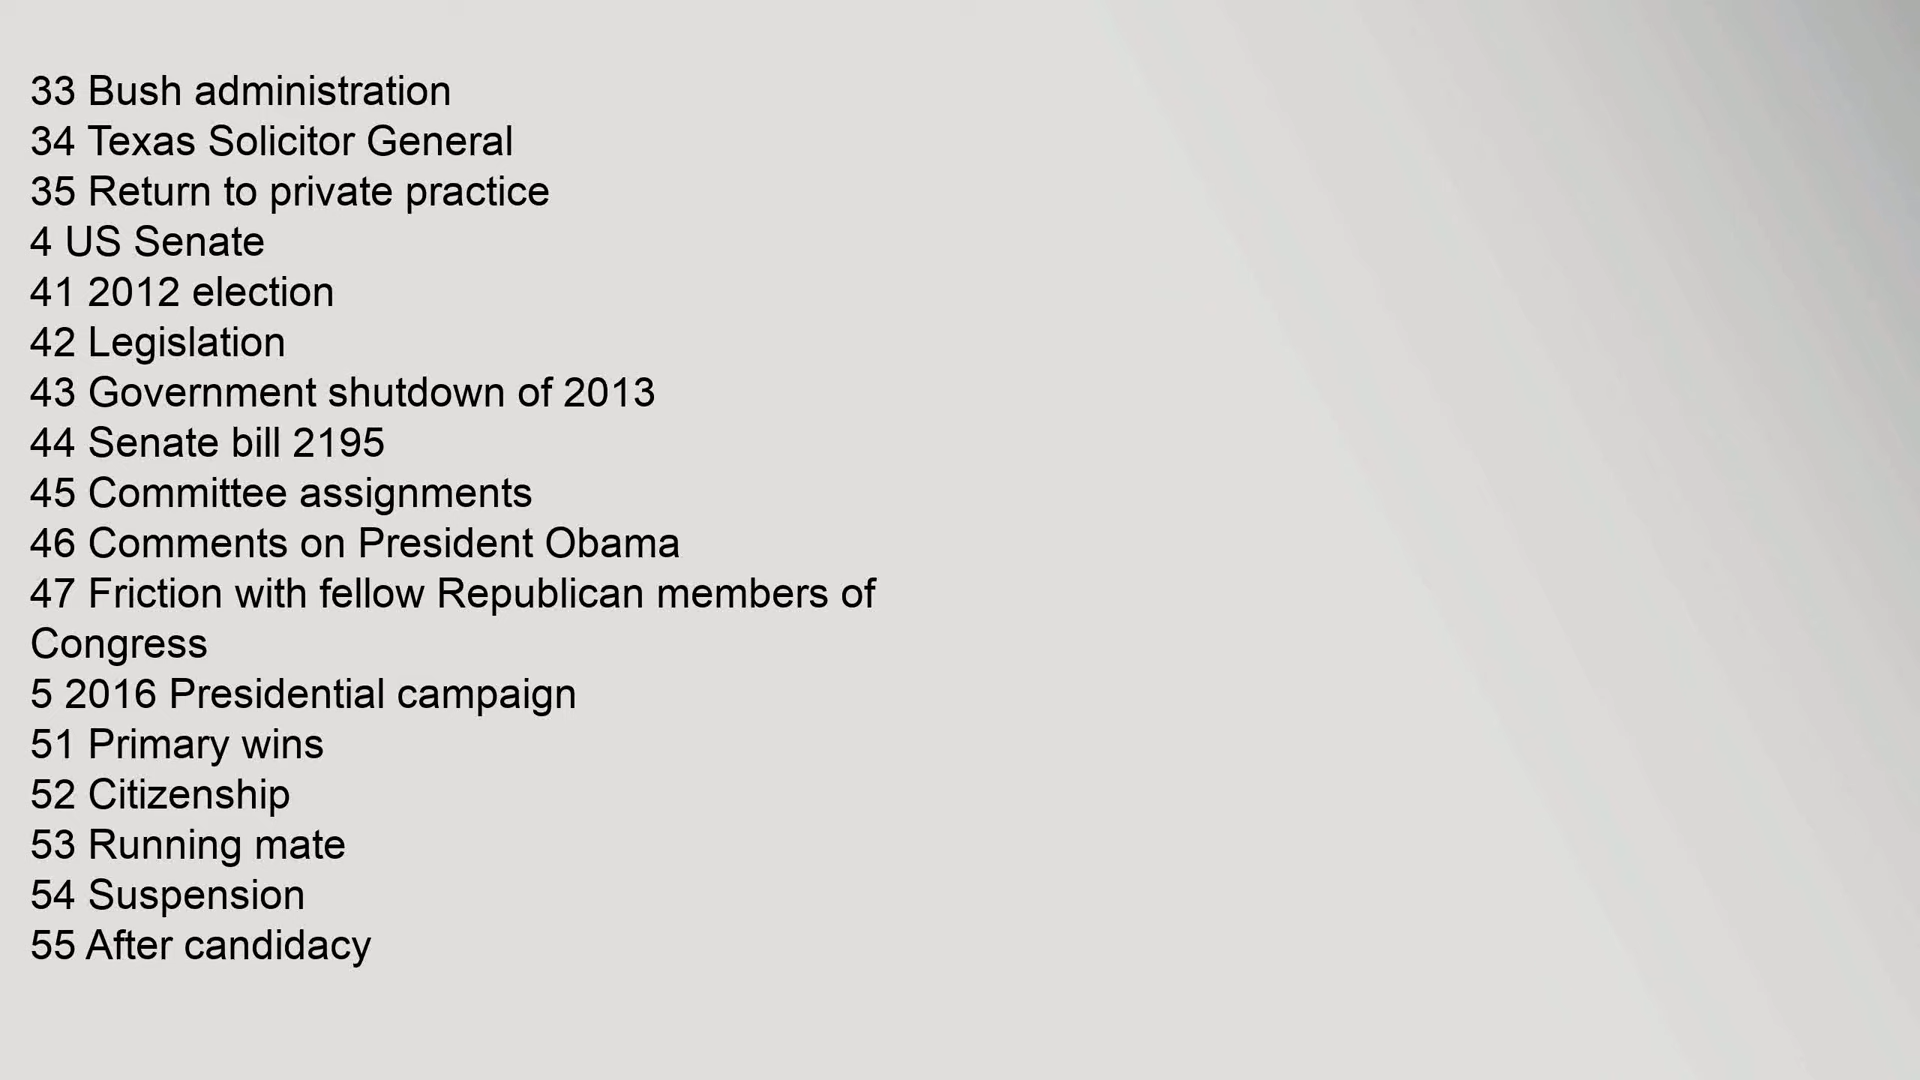 33 Bush administration
34 Texas Solicitor General
35 Return to private practice
4 US Senate
41 2012 election
42 Legislation
43 Government shutdown of 2013
44 Senate bill 2195
45 Committee assignments
46 Comments on President Obama
47 Friction with fellow Republican members of
Congress
5 2016 Presidential campaign
51 Primary wins
52 Citizenship
53 Running mate
54 Suspension
55 After candidacy